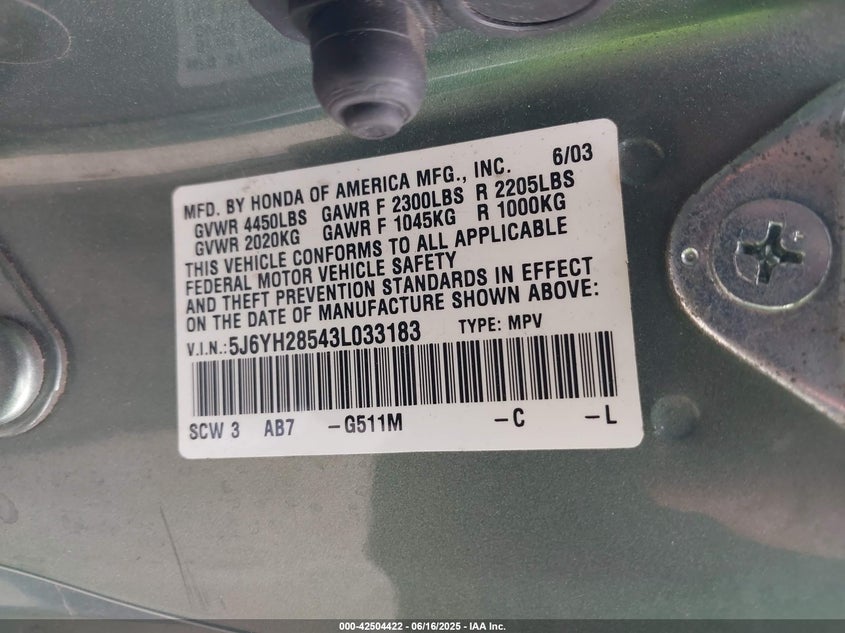 MFD. BY HONDA OF AMERICA MFG., INC. 6/03
GVWR 4450LBS GAWR F 2300LBS R 2205LBS
GVWR 2020KG GAWR F 1045KG R 1000KG
THIS VEHICLE CONFORMS TO ALL APPLICABLE
FEDERAL MOTOR VEHICLE SAFETY
AND THEFT PREVENTION STANDARDS IN EFFECT
ON THE DATE OF MANUFACTURE SHOWN ABOVE:
V.I.N.: 5J6YH28543L033183 TYPE: MPV
SCW 3 AB7 -G511M -C -L
000-42504422 - 06/16/2025 - IAA Inc.